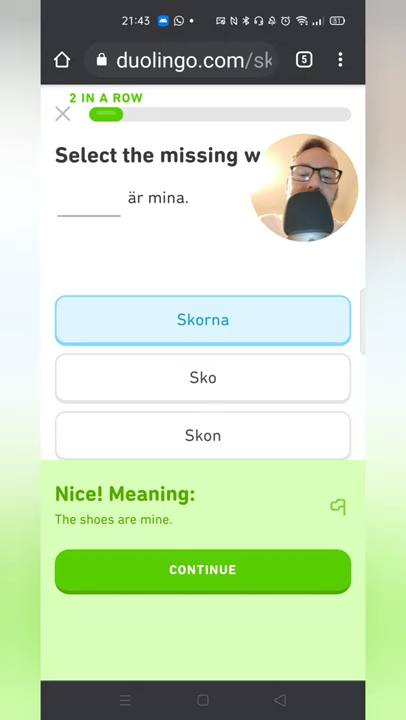 21:43
81
duolingo.com/sk
5
2 IN A ROW
Select the missing w
är mina.
Skorna
Sko
Skon
Nice! Meaning:
The shoes are mine.
CONTINUE